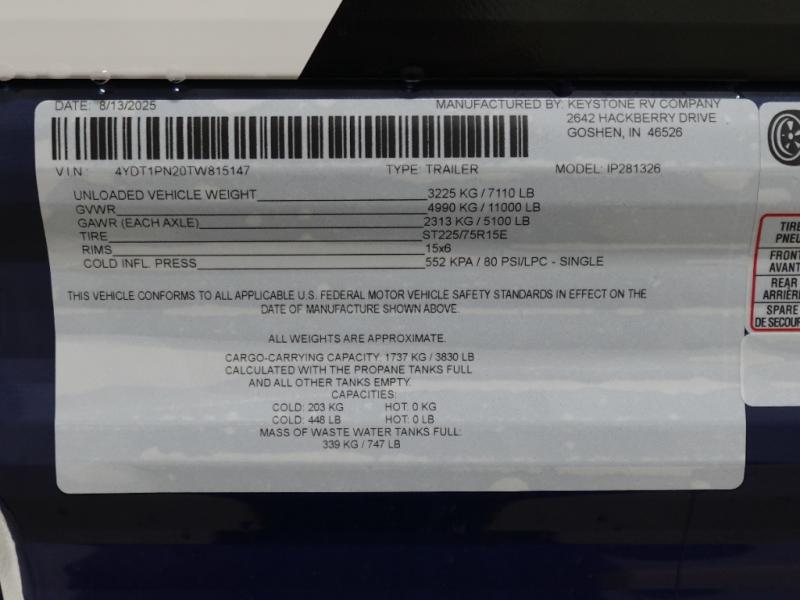 DATE: 8/13/2025 MANUFACTURED BY: KEYSTONE RV COMPANY
2642 HACKBERRY DRIVE
GOSHEN, IN 46526
VIN: 4YDT1PN20TW815147 TYPE: TRAILER MODEL: IP281326
UNLOADED VEHICLE WEIGHT 3225 KG / 7110 LB
GVWR 4990 KG / 11000 LB
GAWR (EACH AXLE) 2313 KG / 5100 LB
TIRE ST225/75R15E
RIMS 15x6
COLD INFL. PRESS 552 KPA / 80 PSI/LPC - SINGLE
THIS VEHICLE CONFORMS TO ALL APPLICABLE U.S. FEDERAL MOTOR VEHICLE SAFETY STANDARDS IN EFFECT ON THE
DATE OF MANUFACTURE SHOWN ABOVE.
ALL WEIGHTS ARE APPROXIMATE.
CARGO-CARRYING CAPACITY: 1737 KG / 3830 LB
CALCULATED WITH THE PROPANE TANKS FULL
AND ALL OTHER TANKS EMPTY.
CAPACITIES:
COLD: 203 KG HOT: 0 KG
COLD: 448 LB HOT: 0 LB
MASS OF WASTE WATER TANKS FULL:
339 KG / 747 LB
TIRE
PNEU
FRONT
AVANT
REAR
ARRIÈRE
SPARE
DE SECOUR